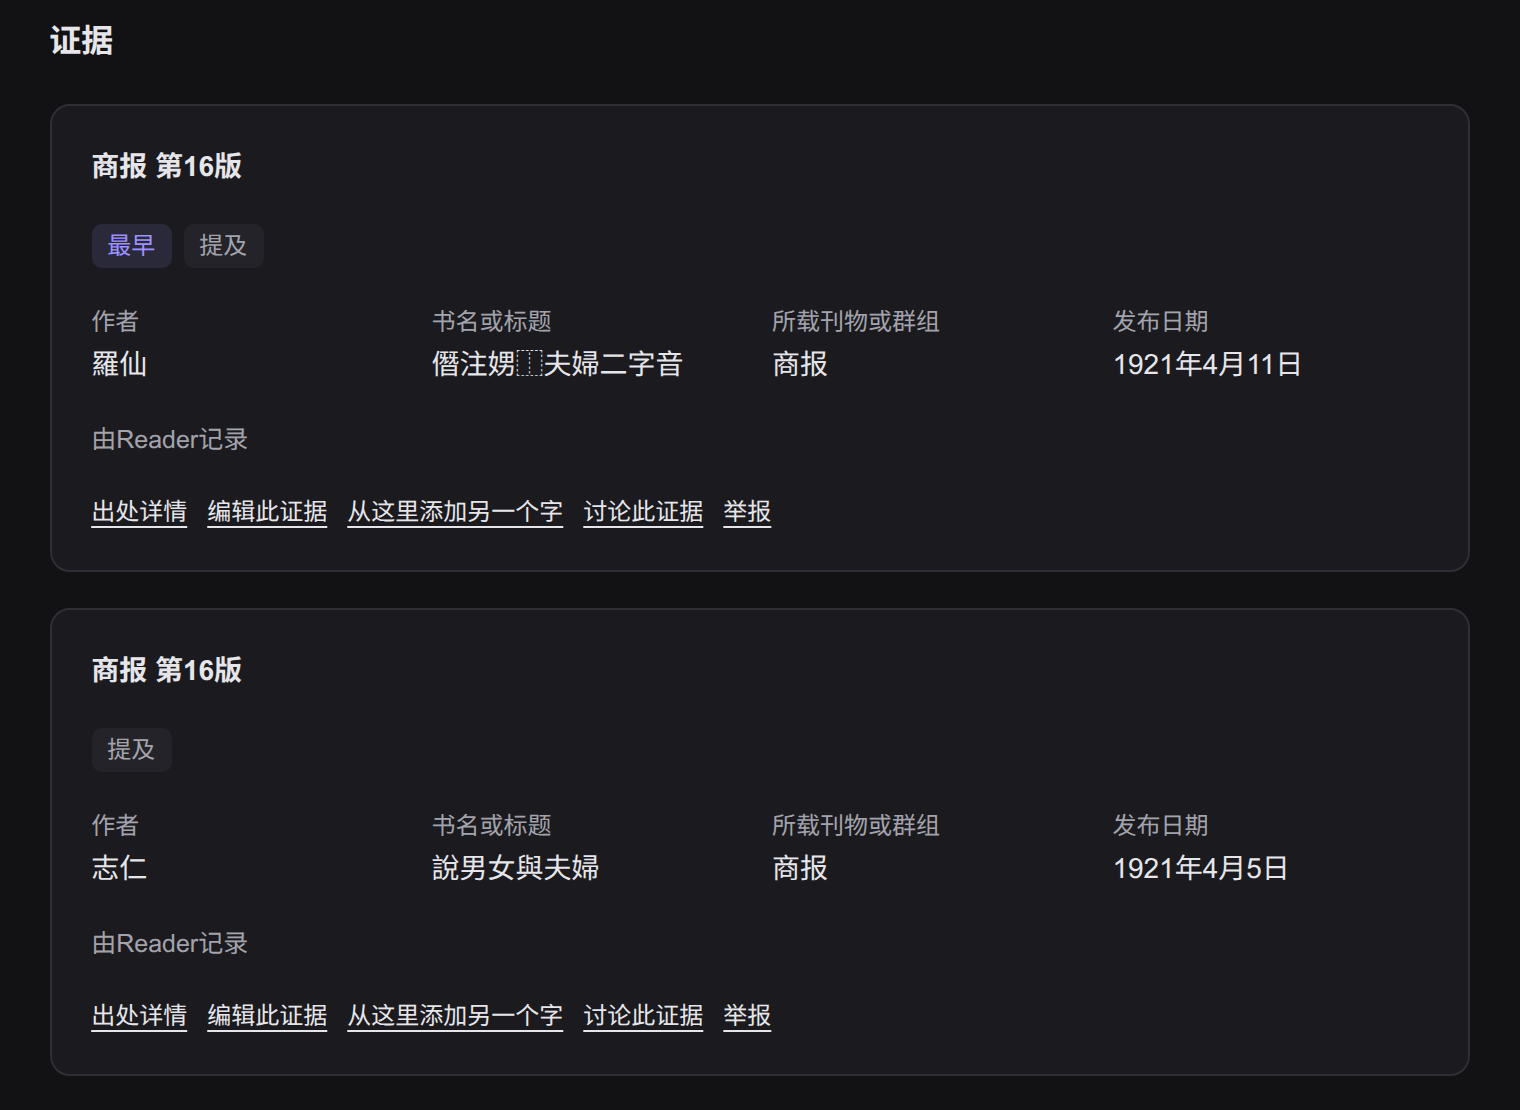 证据
商报 第16版
最早 提及
作者 书名或标题 所载刊物或群组 发布日期
羅仙 僭注娚⿰夫婦二字音 商报 1921年4月11日
由Reader记录
出处详情 编辑此证据 从这里添加另一个字 讨论此证据 举报
商报 第16版
提及
作者 书名或标题 所载刊物或群组 发布日期
志仁 說男女與夫婦 商报 1921年4月5日
由Reader记录
出处详情 编辑此证据 从这里添加另一个字 讨论此证据 举报